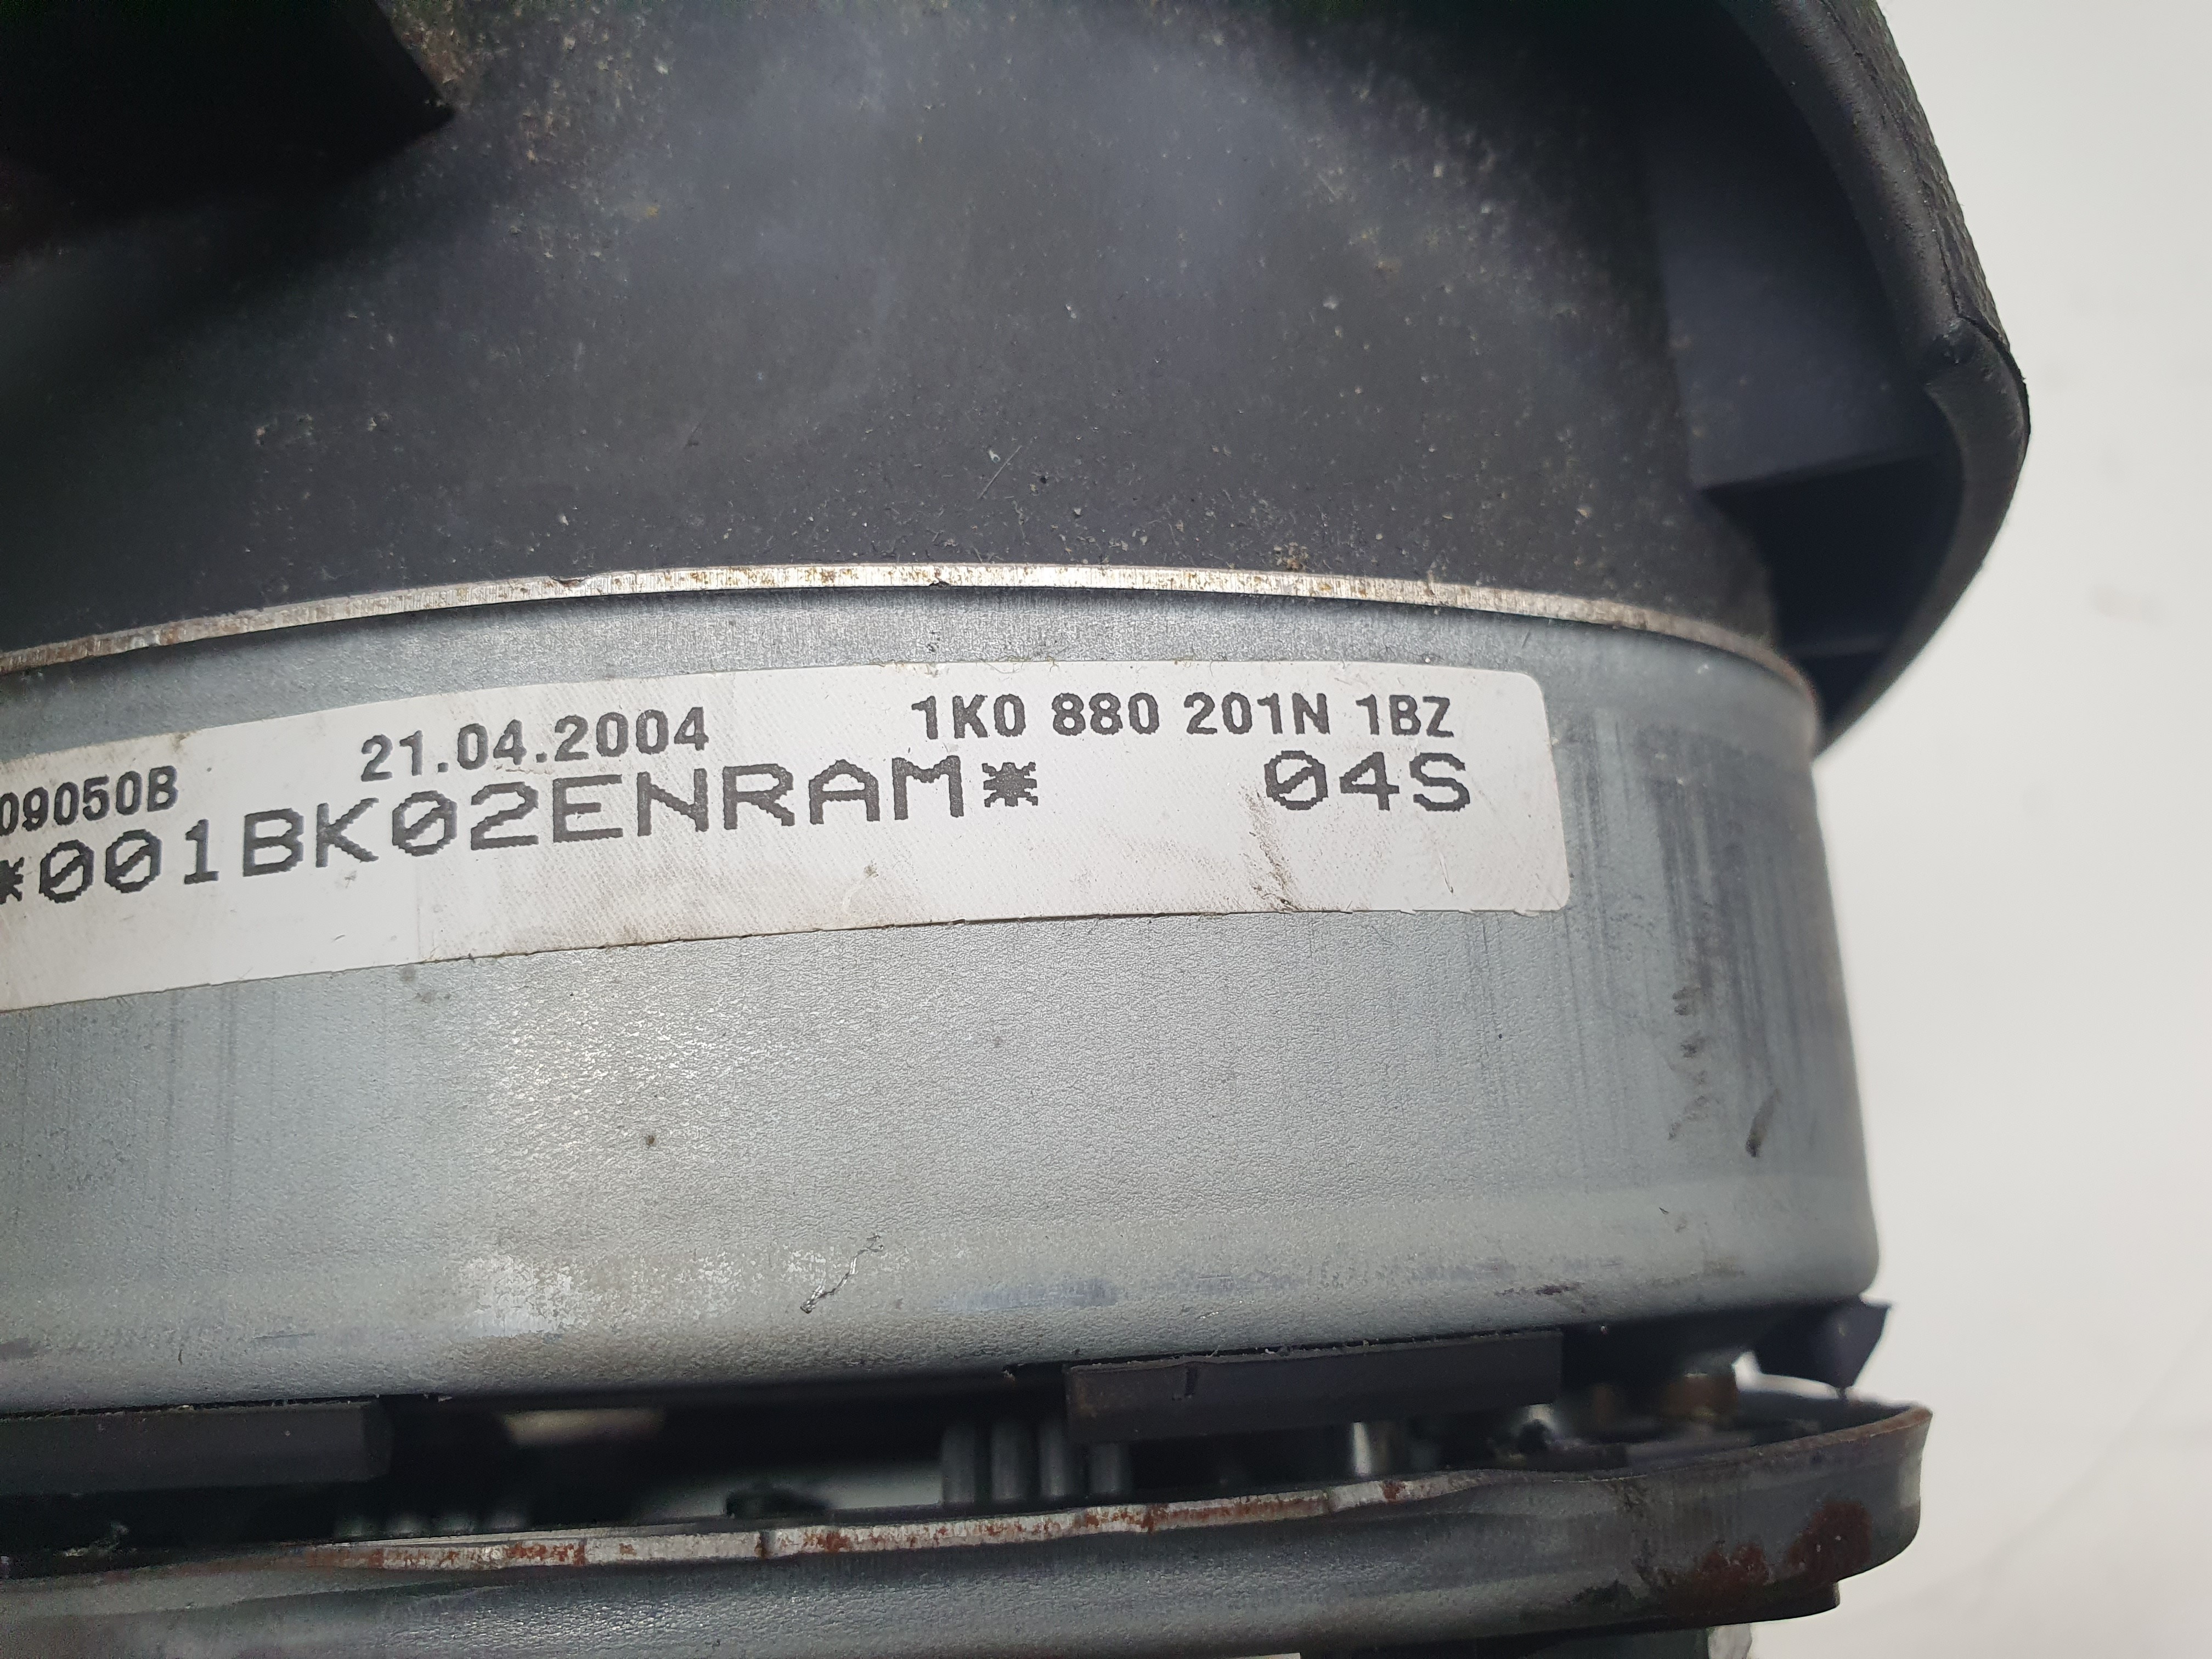 09050B 21.04.2004 1K0 880 201N 1BZ
*001BK02ENRAM* 04S